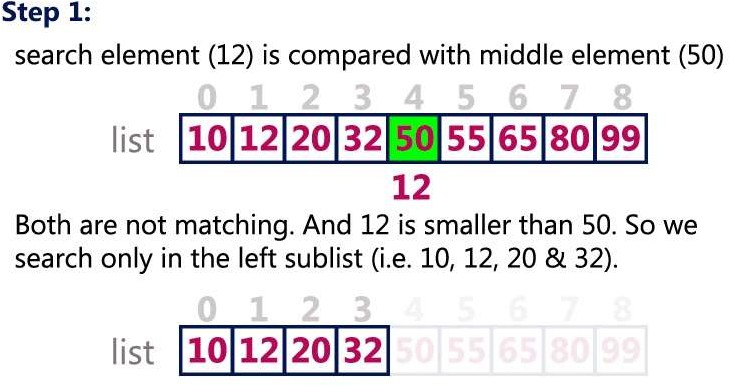 Step 1:
search element (12) is compared with middle element (50)
0 1 2 3 4 5 6 7 8
list 10 12 20 32 50 55 65 80 99
12
Both are not matching. And 12 is smaller than 50. So we
search only in the left sublist (i.e. 10, 12, 20 & 32).
0 1 2 3 4 5 6 7 8
list 10 12 20 32 50 55 65 80 99